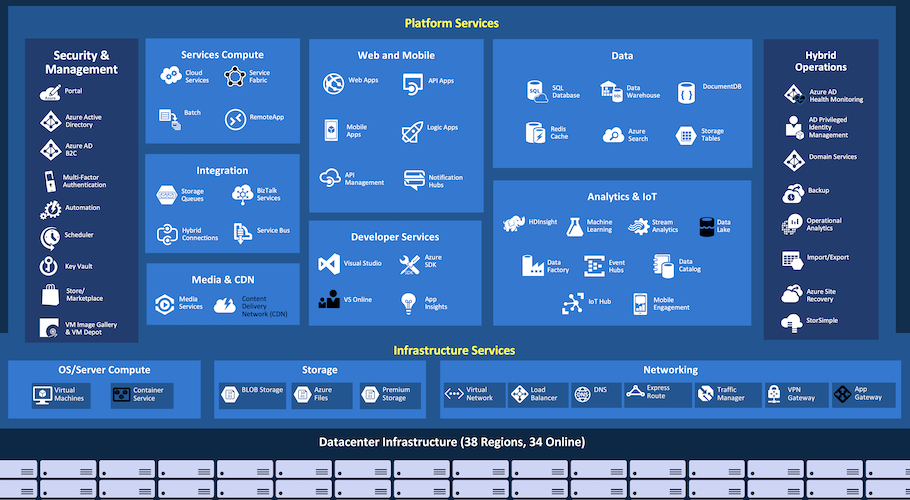 Platform Services
Security &
Management
Portal
Azure Active
Directory
Azure AD
B2C
Multi-Factor
Authentication
Automation
Scheduler
Key Vault
Store/
Marketplace
VM Image Gallery
& VM Depot
Services Compute
Cloud
Services
Service
Fabric
Batch
RemoteApp
Integration
Storage
Queues
BizTalk
Services
Hybrid
Connections
Service Bus
Media & CDN
Media
Services
Content
Delivery
Network (CDN)
Web and Mobile
Web Apps
API Apps
Mobile
Apps
Logic Apps
API
Management
Notification
Hubs
Developer Services
Visual Studio
Azure
SDK
VS Online
App
Insights
Data
SQL
SQL
Database
SQL
Data
Warehouse
DocumentDB
Redis
Cache
Azure
Search
Storage
Tables
Analytics & IoT
HDInsight
Machine
Learning
Stream
Analytics
Data
Lake
Data
Factory
Event
Hubs
Data
Catalog
IoT Hub
Mobile
Engagement
Hybrid
Operations
Azure AD
Health Monitoring
AD Privileged
Identity
Management
Domain Services
Backup
Operational
Analytics
Import/Export
Azure Site
Recovery
StorSimple
Infrastructure Services
OS/Server Compute
Virtual
Machines
Container
Service
Storage
BLOB Storage
Azure
Files
Premium
Storage
Networking
Virtual
Network
Load
Balancer
DNS
DNS
Express
Route
Traffic
Manager
VPN
Gateway
App
Gateway
Datacenter Infrastructure (38 Regions, 34 Online)